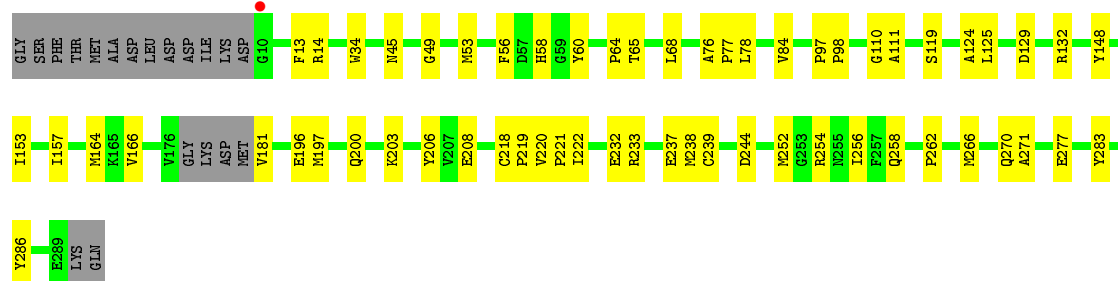 GLY SER PHE THR MET ALA ASP LEU ASP ASP ILE LYS ASP G10 F13 R14 W34 N45 G49 M53 F56 D57 H58 G59 Y60 P64 T65 L68 A76 P77 L78 V84 P97 P98 G110 A111 S119 A124 L125 D129 R132 Y148
I153 I157 M164 K165 V166 V176 GLY LYS ASP MET V181 E196 M197 Q200 K203 Y206 V207 E208 C218 P219 V220 P221 I222 E232 R233 E237 M238 C239 D244 M252 G253 R254 N255 I256 F257 Q258 P262 M266 Q270 A271 E277 Y283
Y286 E289 LYS GLN